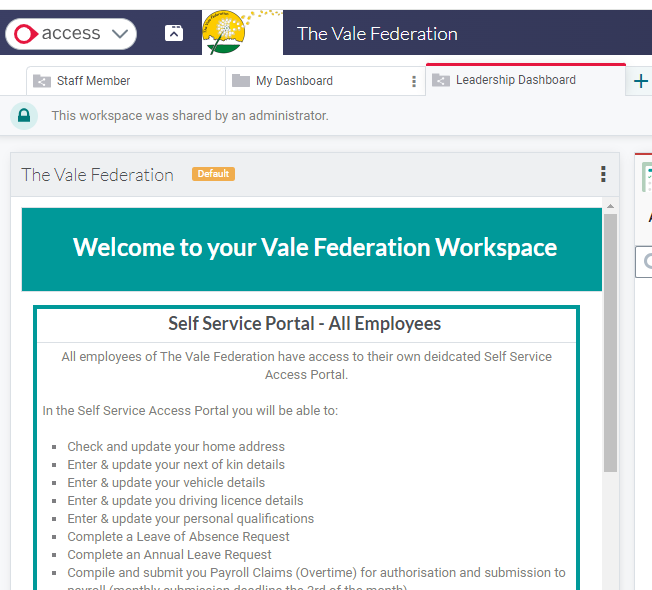 access
The Vale Federation
Staff Member
My Dashboard
Leadership Dashboard
This workspace was shared by an administrator.
The Vale Federation
Default
Welcome to your Vale Federation Workspace
Self Service Portal - All Employees
All employees of The Vale Federation have access to their own deidcated Self Service
Access Portal.
In the Self Service Access Portal you will be able to:
Check and update your home address
Enter & update your next of kin details
Enter & update your vehicle details
Enter & update you driving licence details
Enter & update your personal qualifications
Complete a Leave of Absence Request
Complete an Annual Leave Request
Compile and submit you Payroll Claims (Overtime) for authorisation and submission to
payroll (monthly submission deadline the 3rd of the month)